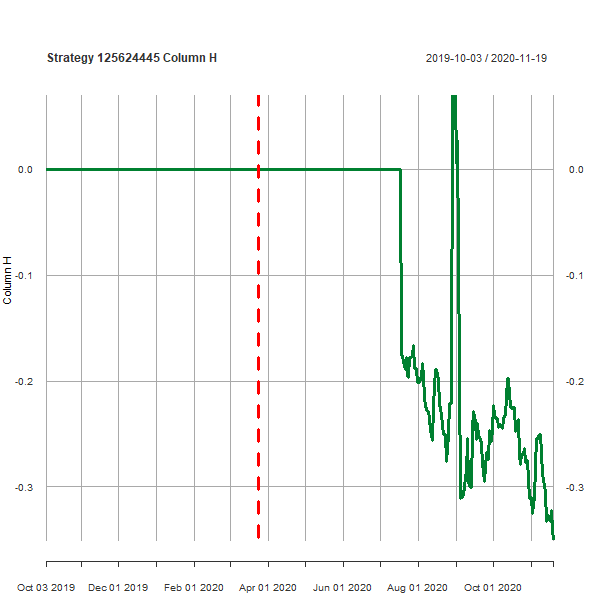 Strategy 125624445 Column H
2019-10-03 / 2020-11-19
0.0 0.0
-0.1 -0.1
Column H
-0.2 -0.2
-0.3 -0.3
Oct 03 2019 Dec 01 2019 Feb 01 2020 Apr 01 2020 Jun 01 2020 Aug 01 2020 Oct 01 2020